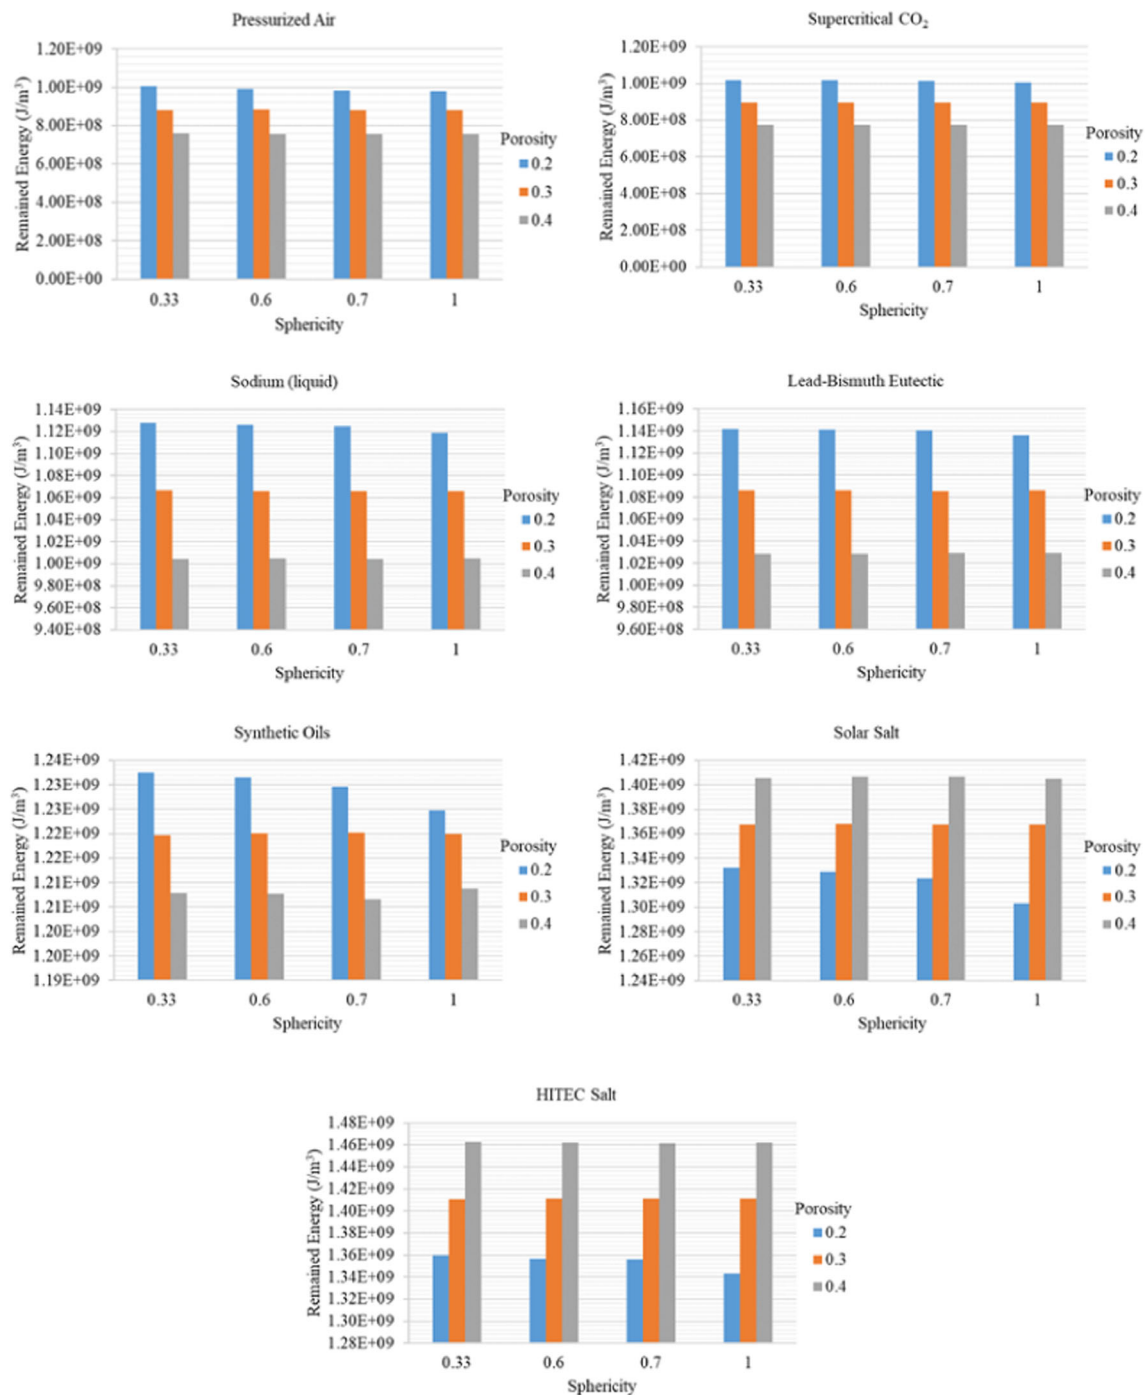 Pressurized Air
Remained Energy (J/m³)
1.20E+09
1.00E+09
8.00E+08
6.00E+08
4.00E+08
2.00E+08
0.00E+00
0.33 0.6 0.7 1
Sphericity
Porosity
0.2
0.3
0.4
Supercritical CO₂
Remained Energy (J/m³)
1.20E+09
1.00E+09
8.00E+08
6.00E+08
4.00E+08
2.00E+08
0.00E+00
0.33 0.6 0.7 1
Sphericity
Porosity
0.2
0.3
0.4
Sodium (liquid)
Remained Energy (J/m³)
1.14E+09
1.12E+09
1.10E+09
1.08E+09
1.06E+09
1.04E+09
1.02E+09
1.00E+09
9.80E+08
9.60E+08
9.40E+08
0.33 0.6 0.7 1
Sphericity
Porosity
0.2
0.3
0.4
Lead-Bismuth Eutectic
Remained Energy (J/m³)
1.16E+09
1.14E+09
1.12E+09
1.10E+09
1.08E+09
1.06E+09
1.04E+09
1.02E+09
1.00E+09
9.80E+08
9.60E+08
0.33 0.6 0.7 1
Sphericity
Porosity
0.2
0.3
0.4
Synthetic Oils
Remained Energy (J/m³)
1.24E+09
1.23E+09
1.23E+09
1.22E+09
1.22E+09
1.21E+09
1.21E+09
1.20E+09
1.20E+09
1.19E+09
0.33 0.6 0.7 1
Sphericity
Porosity
0.2
0.3
0.4
Solar Salt
Remained Energy (J/m³)
1.42E+09
1.40E+09
1.38E+09
1.36E+09
1.34E+09
1.32E+09
1.30E+09
1.28E+09
1.26E+09
1.24E+09
0.33 0.6 0.7 1
Sphericity
Porosity
0.2
0.3
0.4
HITEC Salt
Remained Energy (J/m³)
1.48E+09
1.46E+09
1.44E+09
1.42E+09
1.40E+09
1.38E+09
1.36E+09
1.34E+09
1.32E+09
1.30E+09
1.28E+09
0.33 0.6 0.7 1
Sphericity
Porosity
0.2
0.3
0.4